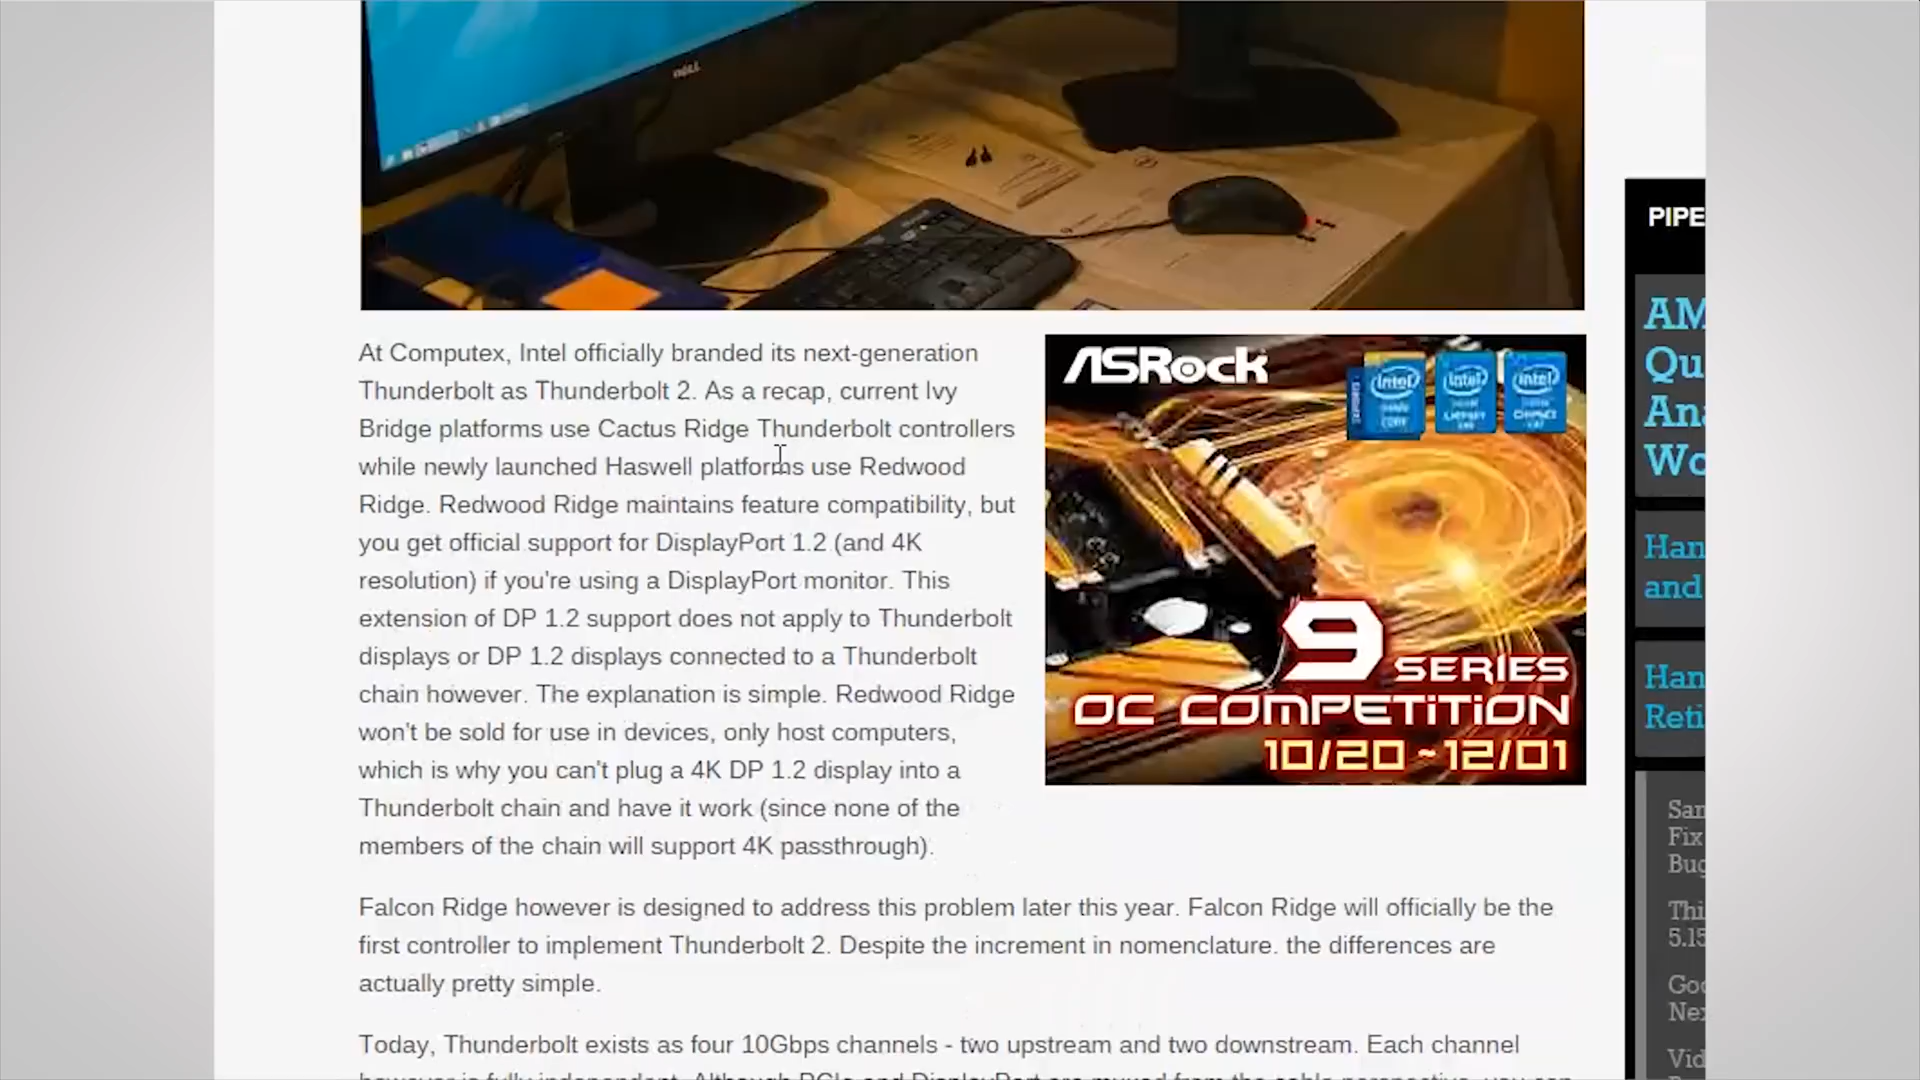 DELL
At Computex, Intel officially branded its next-generation
Thunderbolt as Thunderbolt 2. As a recap, current Ivy
Bridge platforms use Cactus Ridge Thunderbolt controllers
while newly launched Haswell platforms use Redwood
Ridge. Redwood Ridge maintains feature compatibility, but
you get official support for DisplayPort 1.2 (and 4K
resolution) if you're using a DisplayPort monitor. This
extension of DP 1.2 support does not apply to Thunderbolt
displays or DP 1.2 displays connected to a Thunderbolt
chain however. The explanation is simple. Redwood Ridge
won't be sold for use in devices, only host computers,
which is why you can't plug a 4K DP 1.2 display into a
Thunderbolt chain and have it work (since none of the
members of the chain will support 4K passthrough).
Falcon Ridge however is designed to address this problem later this year. Falcon Ridge will officially be the
first controller to implement Thunderbolt 2. Despite the increment in nomenclature. the differences are
actually pretty simple.
Today, Thunderbolt exists as four 10Gbps channels - two upstream and two downstream. Each channel
ASRock
intel intel intel
9 SERIES
OC COMPETITION
10/20 ~ 12/01
PIPE
AM
Qu
Ana
Wo
Han
and
Han
Reti
San
Fix
Bug
Thi
5.15
Goo
Nex
Vid